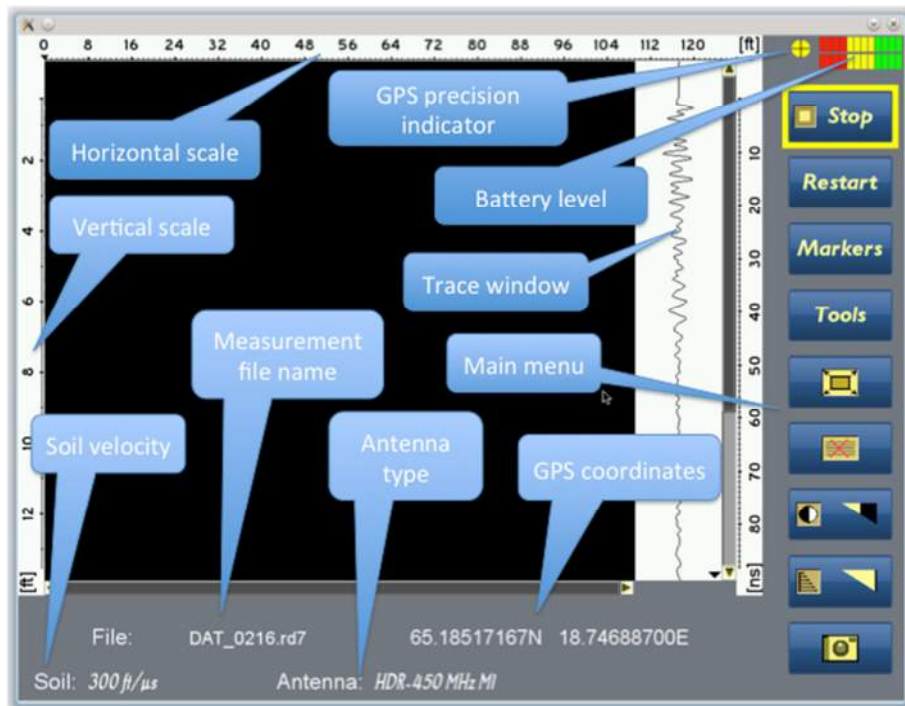 0 8 16 24 32 40 48 56 64 72 80 88 96 104 112 120 [ft]
GPS precision
indicator
Stop
Horizontal scale
2
10
Restart
Battery level
20
Vertical scale
4
Markers
30
Trace window
6
40
Tools
Measurement
file name
Main menu
50
8
60
Soil velocity
10
Antenna
type
GPS coordinates
70
12
80
[ft]
[ns]
File: DAT_0216.rd7 65.18517167N 18.74688700E
Soil: 300 ft/µs Antenna: HDR-450 MHz M1